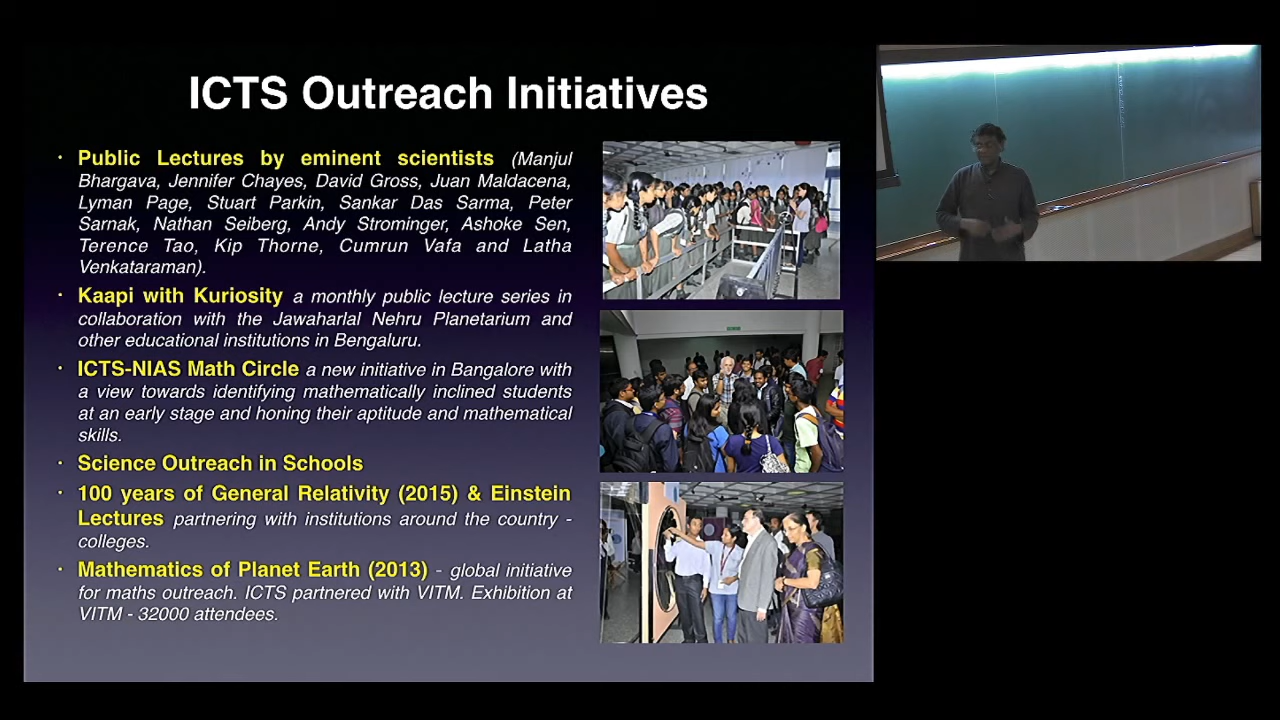 ICTS Outreach Initiatives
· Public Lectures by eminent scientists (Manjul
Bhargava, Jennifer Chayes, David Gross, Juan Maldacena,
Lyman Page, Stuart Parkin, Sankar Das Sarma, Peter
Sarnak, Nathan Seiberg, Andy Strominger, Ashoke Sen,
Terence Tao, Kip Thorne, Cumrun Vafa and Latha
Venkataraman).
· Kaapi with Kuriosity a monthly public lecture series in
collaboration with the Jawaharlal Nehru Planetarium and
other educational institutions in Bengaluru.
· ICTS-NIAS Math Circle a new initiative in Bangalore with
a view towards identifying mathematically inclined students
at an early stage and honing their aptitude and mathematical
skills.
· Science Outreach in Schools
· 100 years of General Relativity (2015) & Einstein
Lectures partnering with institutions around the country -
colleges.
· Mathematics of Planet Earth (2013) - global initiative
for maths outreach. ICTS partnered with VITM. Exhibition at
VITM - 32000 attendees.